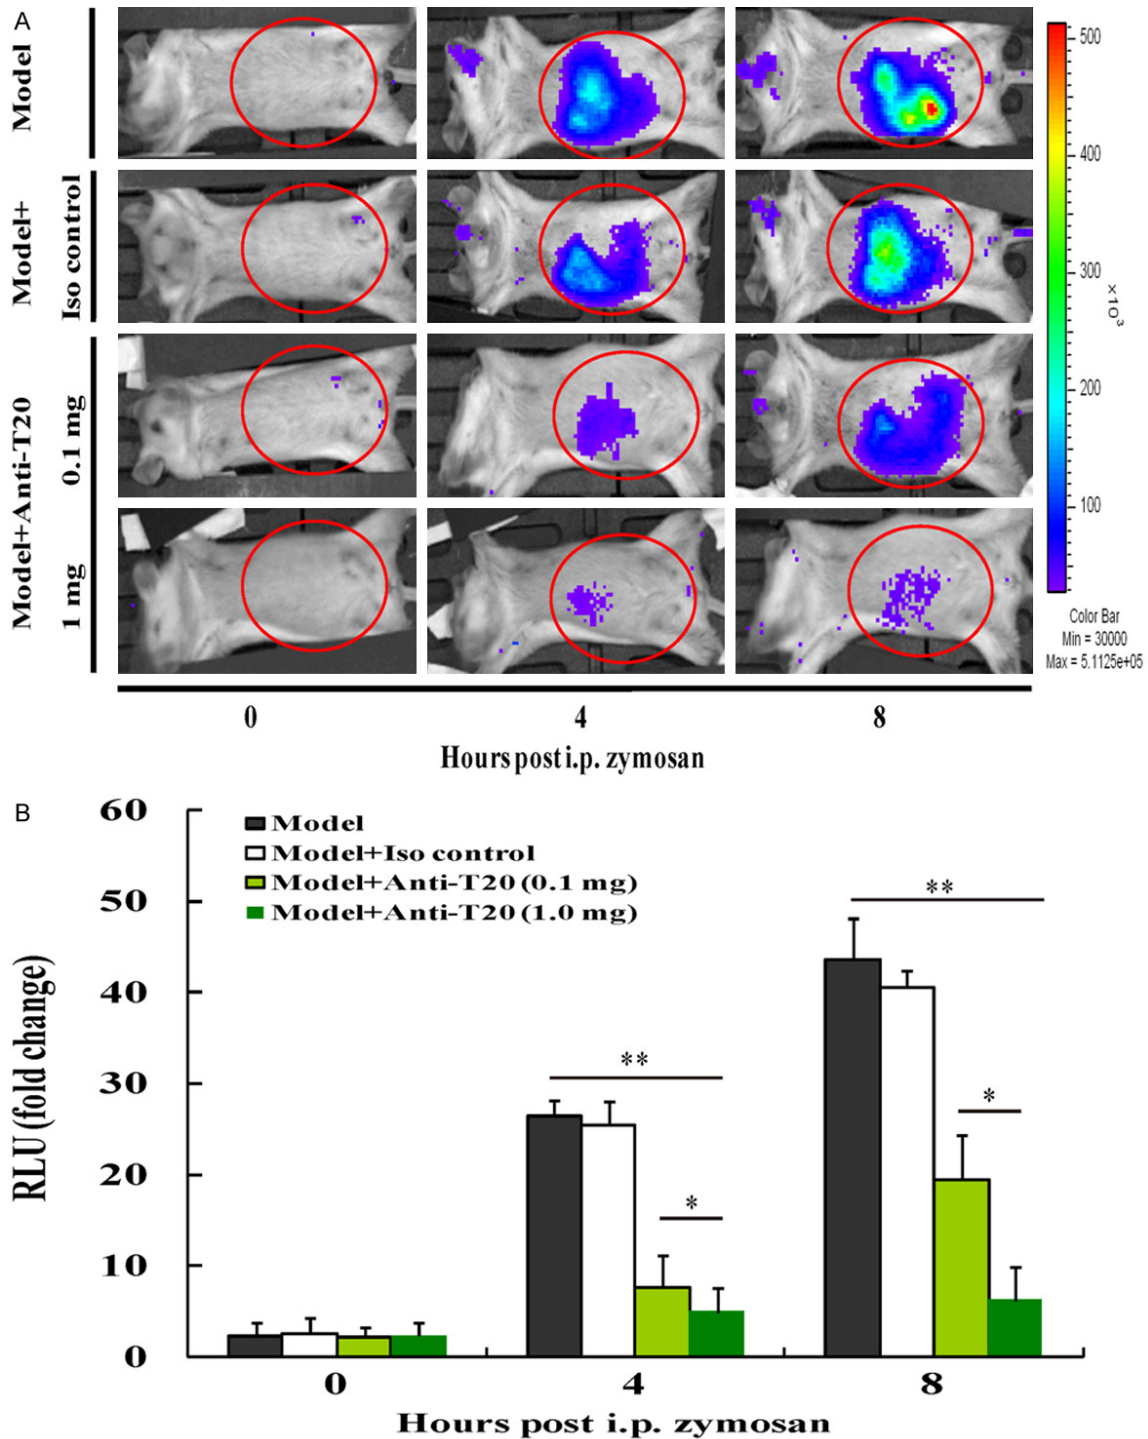 A
Model
Model+
Iso control
Model+Anti-T20
0.1 mg
1 mg
500
400
300
200
100
×10³
Color Bar
Min = 30000
Max = 5.1125e+05
0 4 8
Hours post i.p. zymosan
B
60
50
40
30
20
10
0
RLU (fold change)
Model
Model+Iso control
Model+Anti-T20 (0.1 mg)
Model+Anti-T20 (1.0 mg)
**
*
**
*
0 4 8
Hours post i.p. zymosan